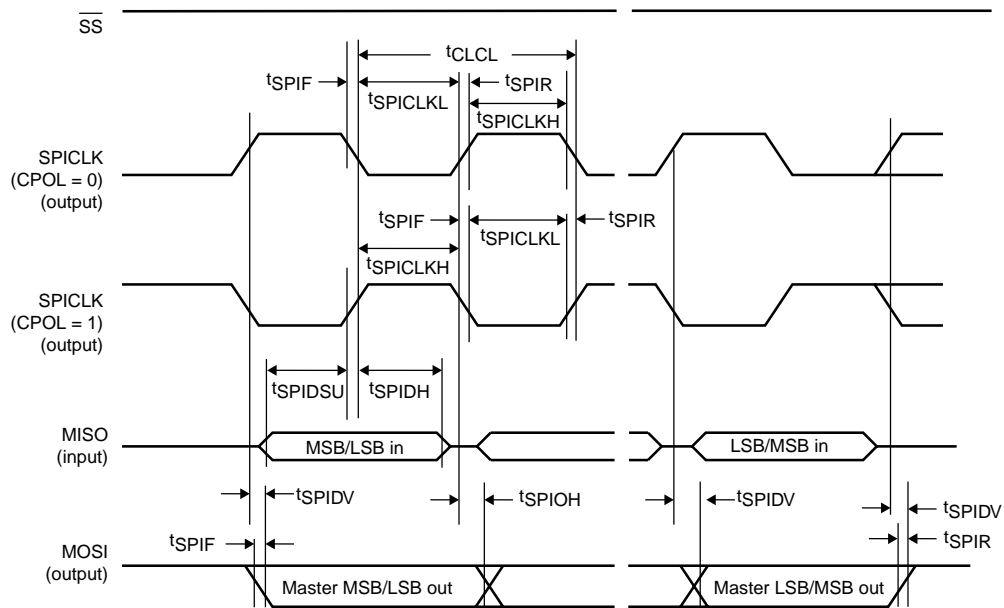 SS
tCLCL
tSPIF
tSPICLKL
tSPIR
tSPICLKH
SPICLK
(CPOL = 0)
(output)
tSPIF
tSPICLKL
tSPIR
tSPICLKH
SPICLK
(CPOL = 1)
(output)
tSPIDSU
tSPIDH
MISO
(input)
MSB/LSB in
LSB/MSB in
tSPIDV
tSPIOH
tSPIDV
tSPIDV
tSPIF
tSPIR
MOSI
(output)
Master MSB/LSB out
Master LSB/MSB out